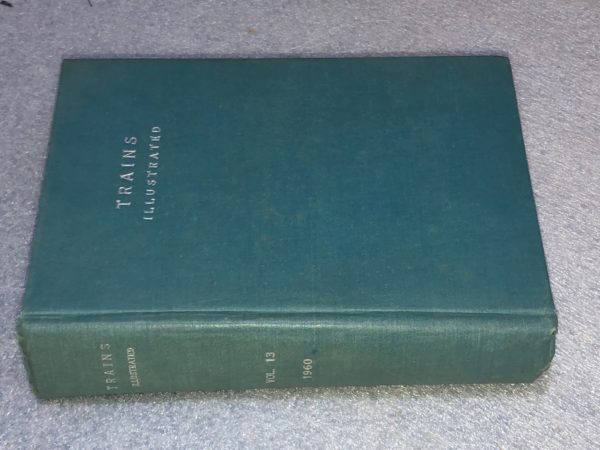 TRAINS
ILLUSTRATED
TRAINS
ILLUSTRATED
VOL. 13
1960